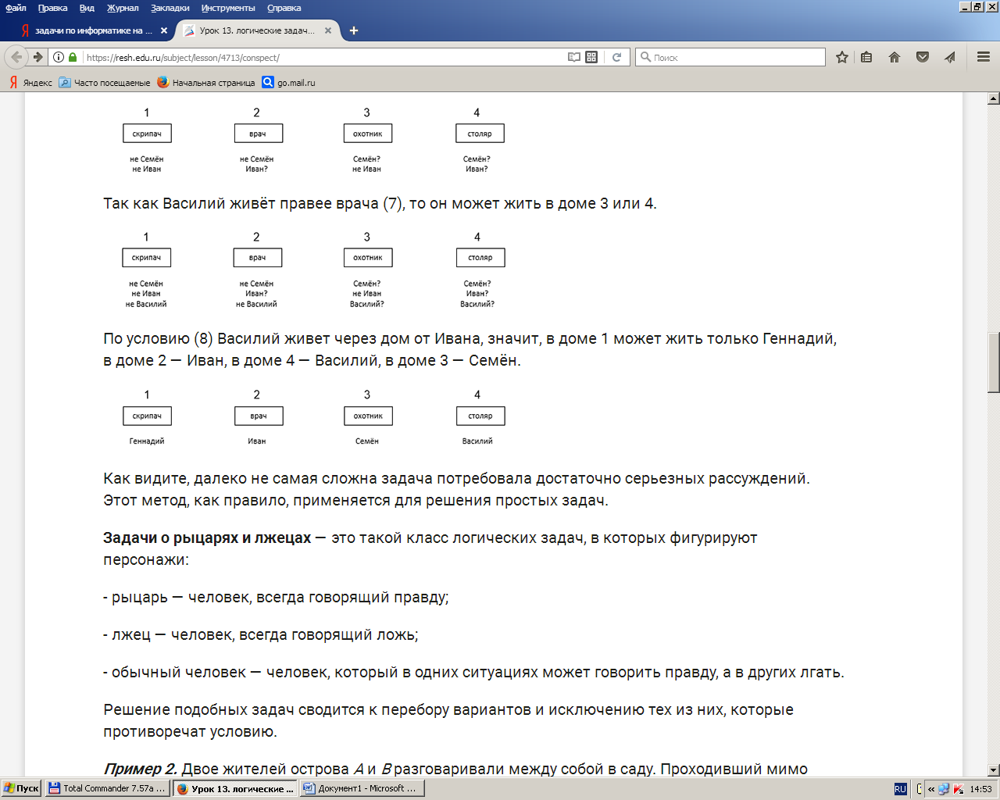 Файл Правка Вид Журнал Закладки Инструменты Справка
задачи по информатике на ... Урок 13. логические задач...
https://resh.edu.ru/subject/lesson/4713/conspect/ Поиск
Яндекс Часто посещаемые Начальная страница go.mail.ru
1 2 3 4
скрипач врач охотник столяр
не Семён не Семён Семён? Семён?
не Иван Иван? не Иван Иван?
Так как Василий живёт правее врача (7), то он может жить в доме 3 или 4.
1 2 3 4
скрипач врач охотник столяр
не Семён не Семён Семён? Семён?
не Иван Иван? не Иван Иван?
не Василий не Василий Василий? Василий?
По условию (8) Василий живет через дом от Ивана, значит, в доме 1 может жить только Геннадий,
в доме 2 — Иван, в доме 4 — Василий, в доме 3 — Семён.
1 2 3 4
скрипач врач охотник столяр
Геннадий Иван Семён Василий
Как видите, далеко не самая сложна задача потребовала достаточно серьезных рассуждений.
Этот метод, как правило, применяется для решения простых задач.
Задачи о рыцарях и лжецах — это такой класс логических задач, в которых фигурируют
персонажи:
- рыцарь — человек, всегда говорящий правду;
- лжец — человек, всегда говорящий ложь;
- обычный человек — человек, который в одних ситуациях может говорить правду, а в других лгать.
Решение подобных задач сводится к перебору вариантов и исключению тех из них, которые
противоречат условию.
Пример 2. Двое жителей острова A и B разговаривали между собой в саду. Проходивший мимо
Пуск Total Commander 7.57a ... Урок 13. логические ... Документ1 - Microsoft ... RU « 14:53